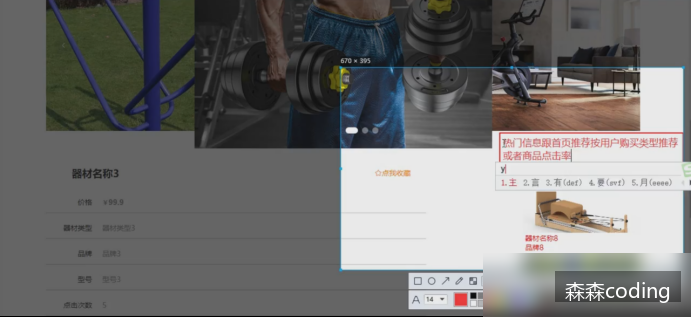 670 × 395
热门信息跟首页推荐按用户购买类型推荐
或者商品点击率
y
1.主 2.言 3.有(def) 4.要(svf) 5.月(eeee)
器材名称3
☆点我收藏
价格 ￥99.9
器材类型 器材类型3
品牌 品牌3
型号 型号3
点击次数 5
器材名称8
品牌8
A 14
森森coding